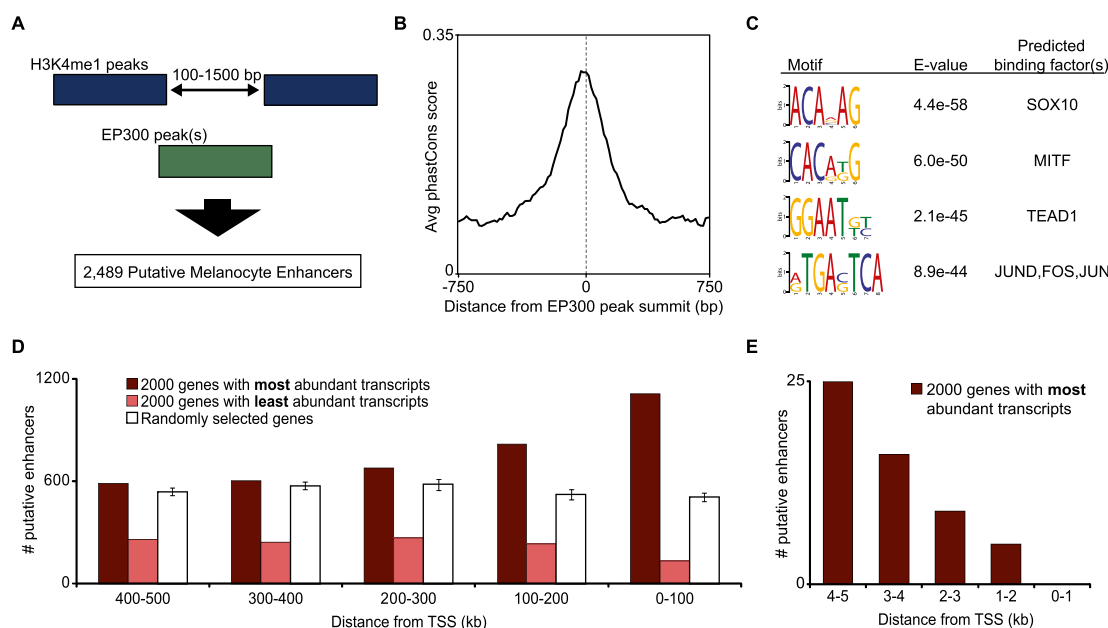 A
H3K4me1 peaks
100-1500 bp
EP300 peak(s)
2,489 Putative Melanocyte Enhancers
B
0.35
Avg phastCons score
0
-750 0 750
Distance from EP300 peak summit (bp)
C
Motif E-value Predicted binding factor(s)
ACA AG 4.4e-58 SOX10
CACATG 6.0e-50 MITF
GGAATGT 2.1e-45 TEAD1
ATGACTCA 8.9e-44 JUND,FOS,JUN
D
1200
600
0
# putative enhancers
2000 genes with most abundant transcripts
2000 genes with least abundant transcripts
Randomly selected genes
400-500 300-400 200-300 100-200 0-100
Distance from TSS (kb)
E
25
0
# putative enhancers
2000 genes with most
abundant transcripts
4-5 3-4 2-3 1-2 0-1
Distance from TSS (kb)